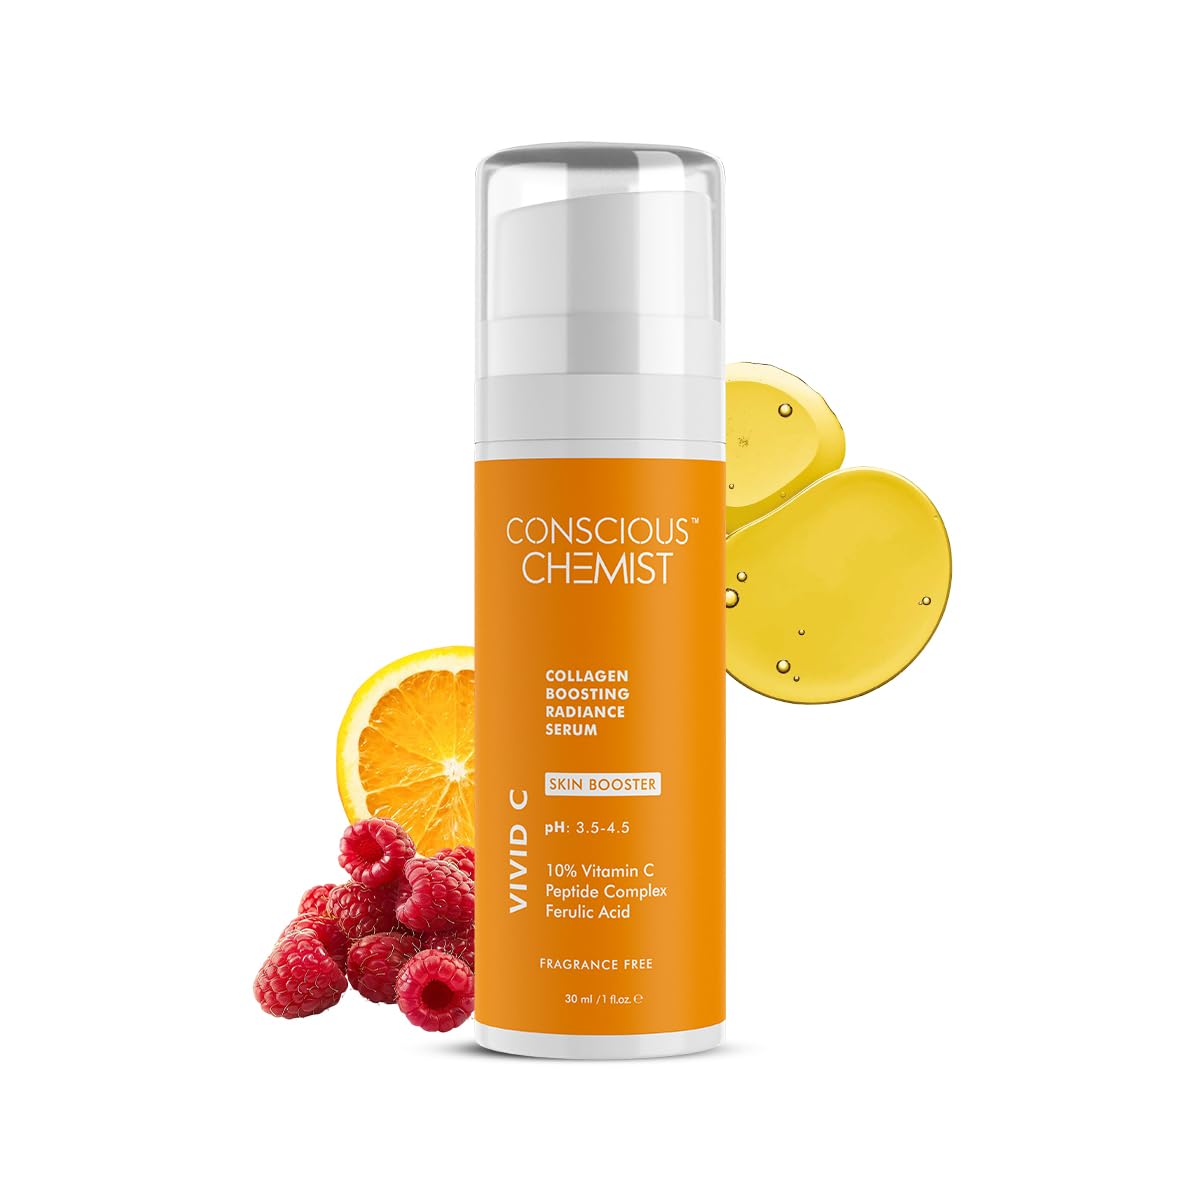 CONSCIOUS™
CHEMIST
COLLAGEN
BOOSTING
RADIANCE
SERUM
SKIN BOOSTER
VIVID C
pH: 3.5-4.5
10% Vitamin C
Peptide Complex
Ferulic Acid
FRAGRANCE FREE
30 ml /1 fl.oz. ℮